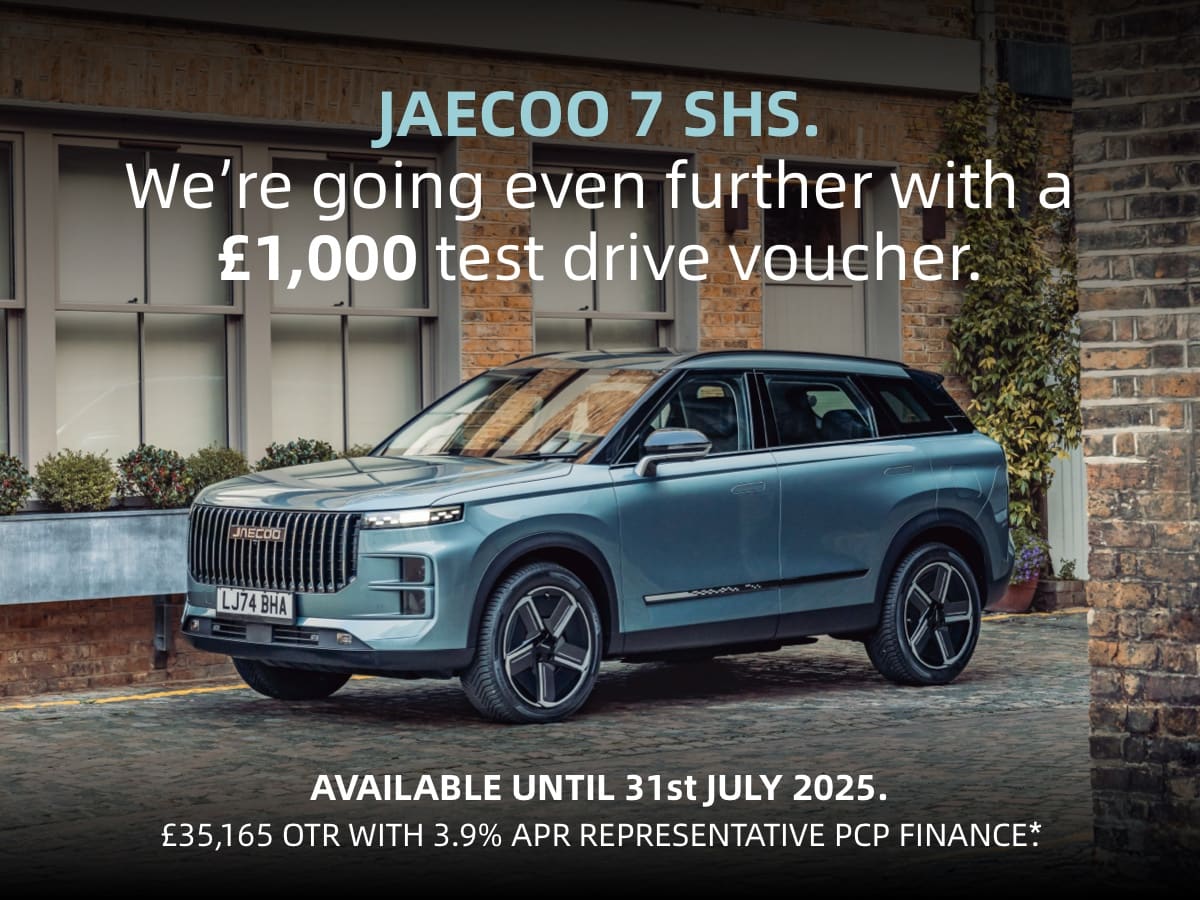 JAECOO 7 SHS.
We’re going even further with a
£1,000 test drive voucher.
JAECOO
LJ74 BHA
AVAILABLE UNTIL 31st JULY 2025.
£35,165 OTR WITH 3.9% APR REPRESENTATIVE PCP FINANCE*